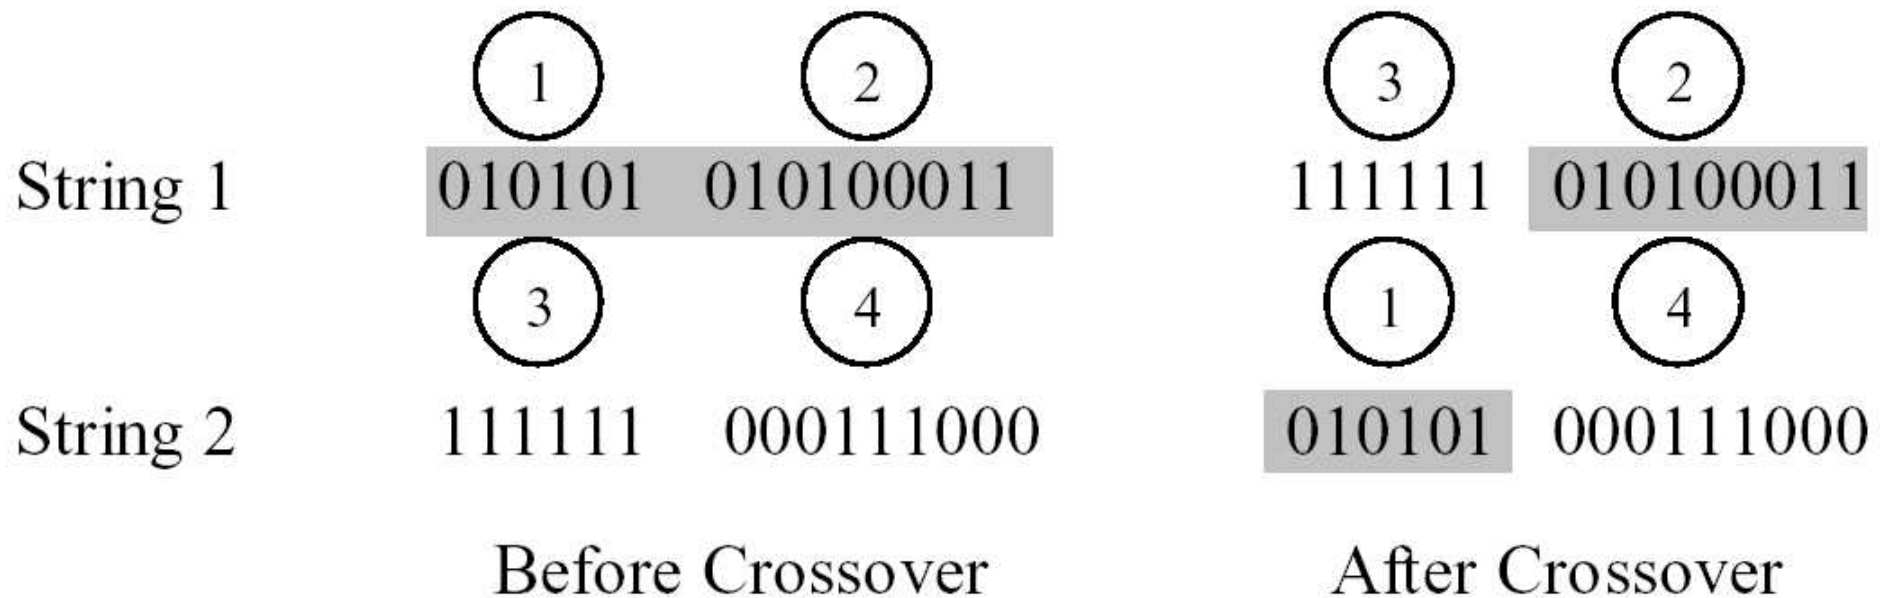 1 2 3 2
String 1 010101 010100011 111111 010100011
3 4 1 4
String 2 111111 000111000 010101 000111000
Before Crossover After Crossover